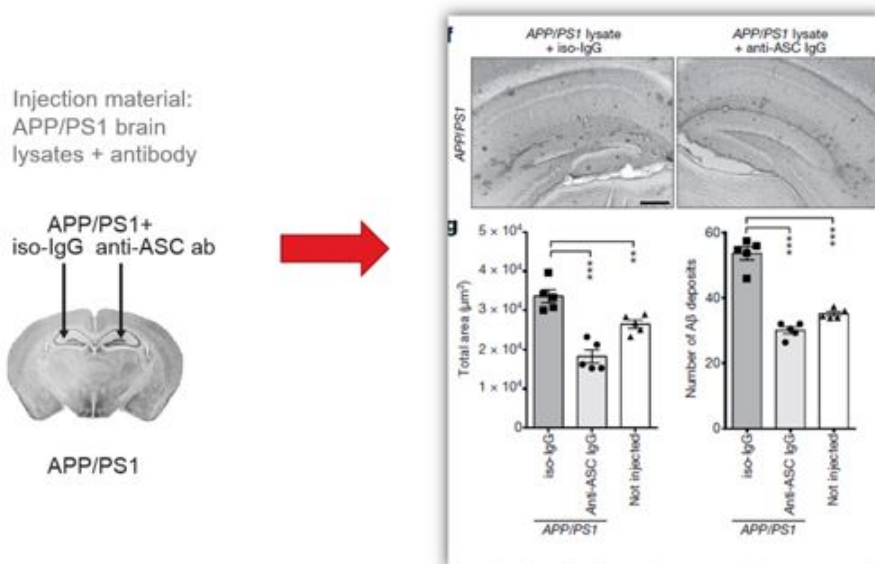 Injection material:
APP/PS1 brain
lysates + antibody
APP/PS1+
iso-IgG anti-ASC ab
APP/PS1
f
APP/PS1 lysate
+ iso-IgG
APP/PS1 lysate
+ anti-ASC IgG
APP/PS1
g
Total area (µm²)
5 × 10⁴
4 × 10⁴
3 × 10⁴
2 × 10⁴
1 × 10⁴
0
***
**
iso-IgG
Anti-ASC IgG
Not injected
APP/PS1
Number of Aβ deposits
60
40
20
0
****
****
iso-IgG
Anti-ASC IgG
Not injected
APP/PS1